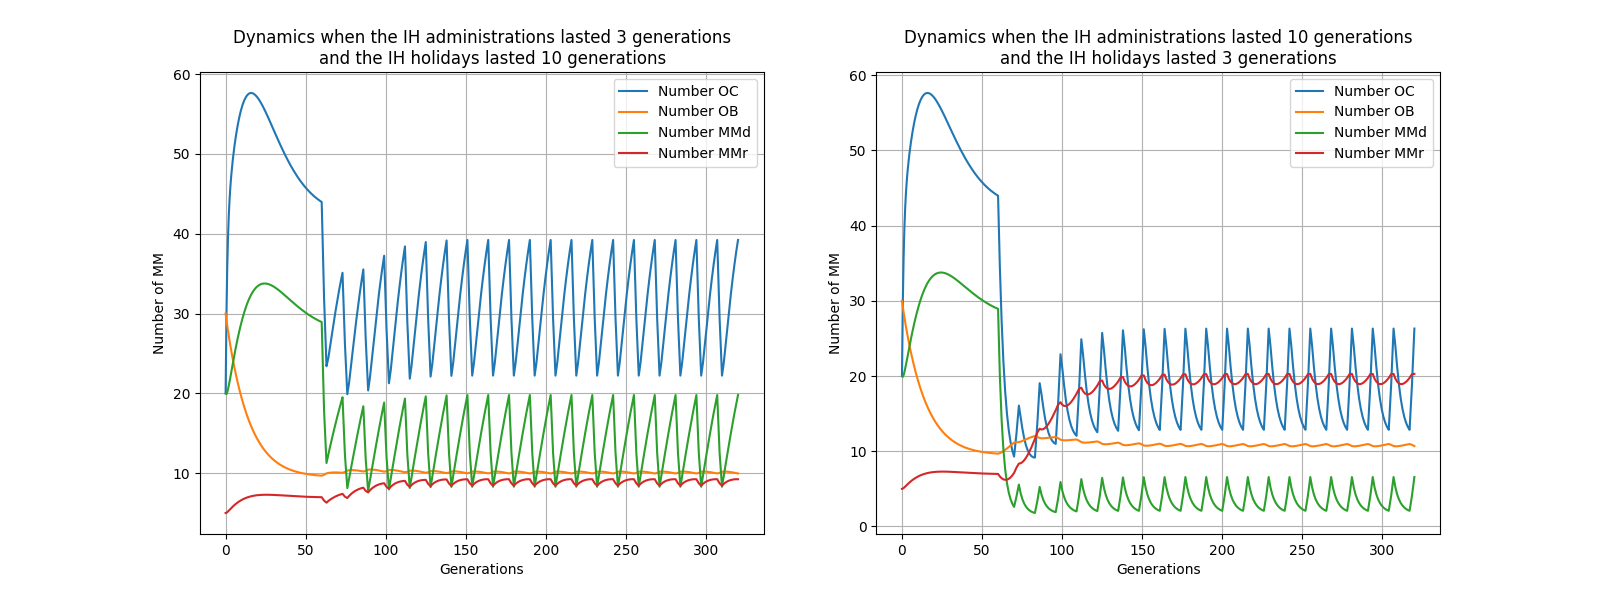 Dynamics when the IH administrations lasted 3 generations
and the IH holidays lasted 10 generations
60
50
40
30
20
10
Number of MM
0 50 100 150 200 250 300
Generations
Number OC
Number OB
Number MMd
Number MMr
Dynamics when the IH administrations lasted 10 generations
and the IH holidays lasted 3 generations
60
50
40
30
20
10
0
Number of MM
0 50 100 150 200 250 300
Generations
Number OC
Number OB
Number MMd
Number MMr